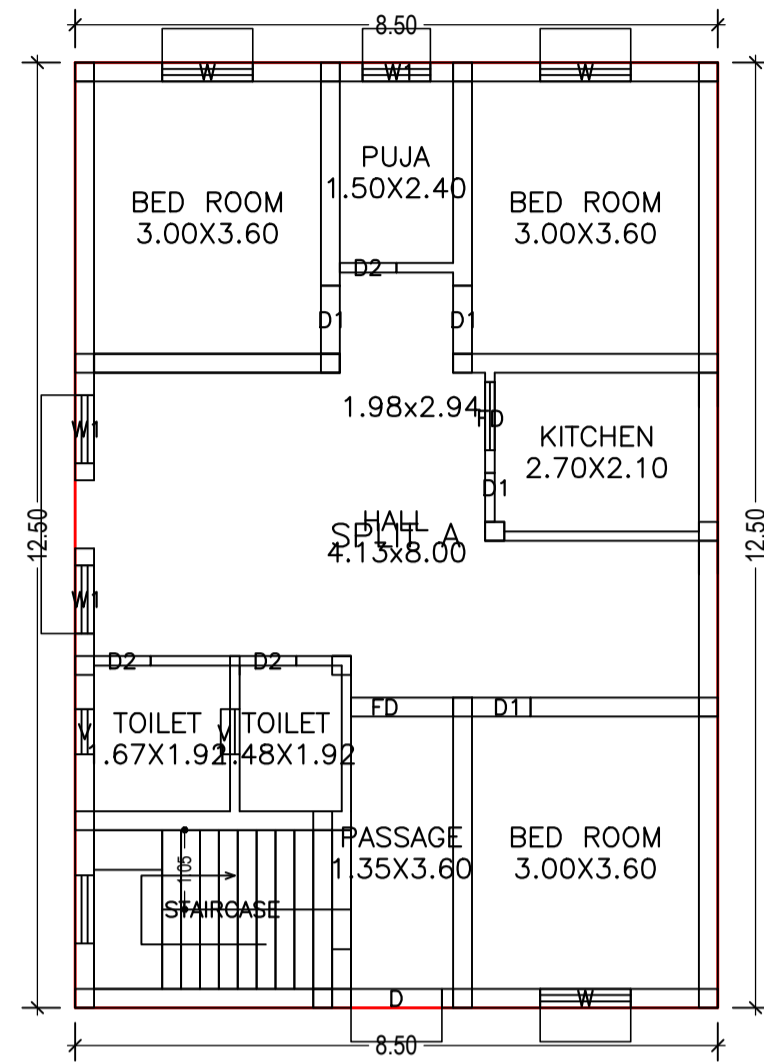 8.50
W
W1
W
PUJA
1.50X2.40
BED ROOM
3.00X3.60
BED ROOM
3.00X3.60
D2
D1
D1
1.98x2.94
FD
W1
KITCHEN
2.70X2.10
D1
HALL
SPLIT A
4.13x8.00
12.50
12.50
W1
D2
D2
FD
D1
V
TOILET
.67X1.92
V
TOILET
1.48X1.92
PASSAGE
1.35X3.60
BED ROOM
3.00X3.60
1.05
STAIRCASE
D
W
8.50